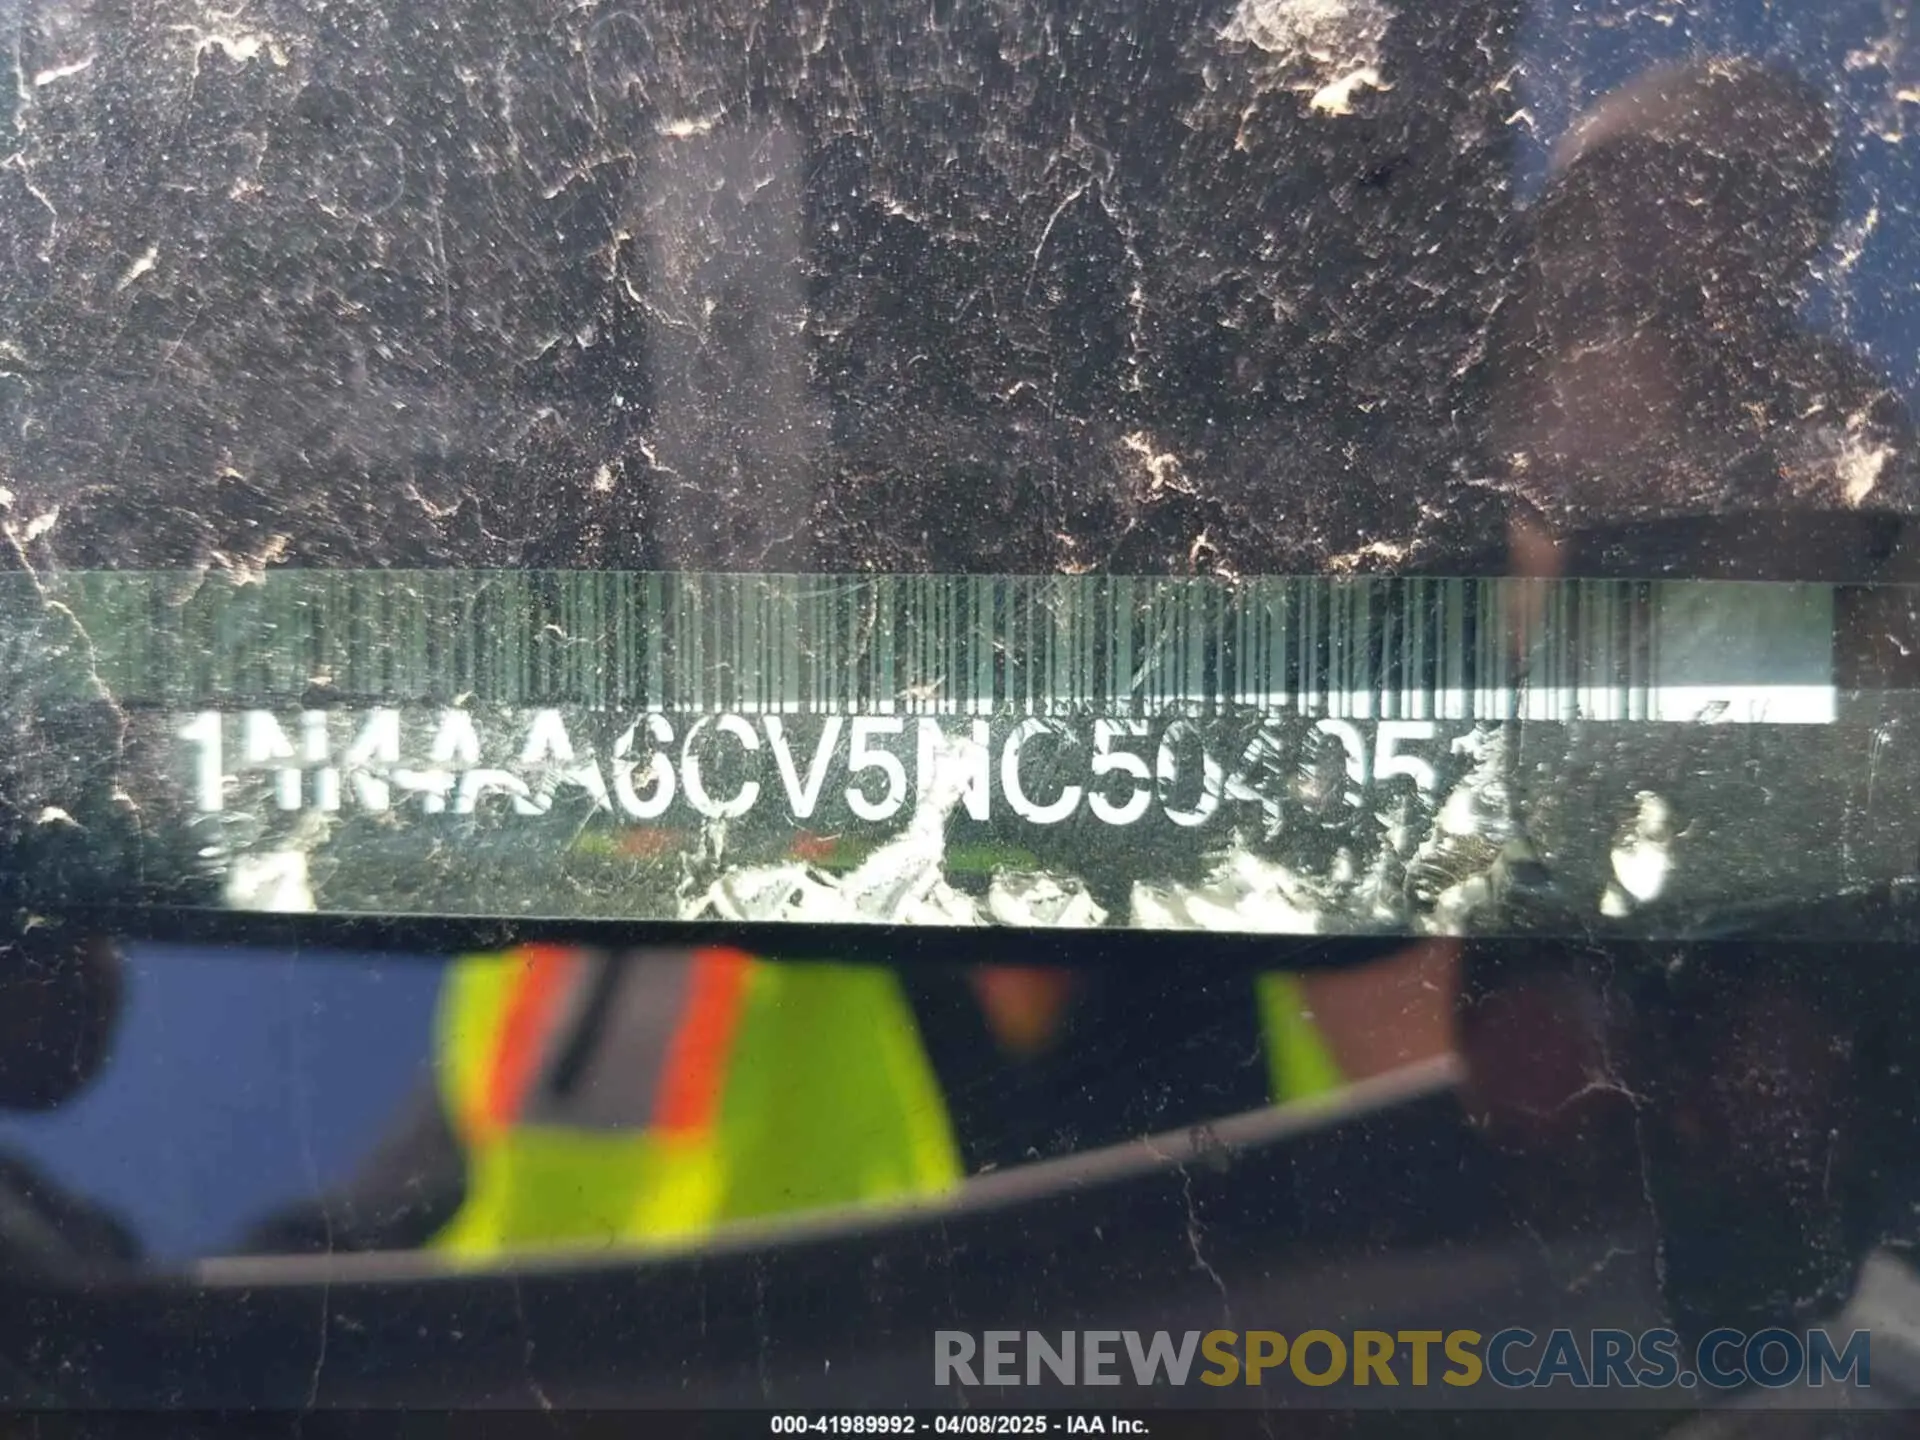 1N4AA6CV5NC504051
RENEWSPORTSCARS.COM
000-41989992 - 04/08/2025 - IAA Inc.